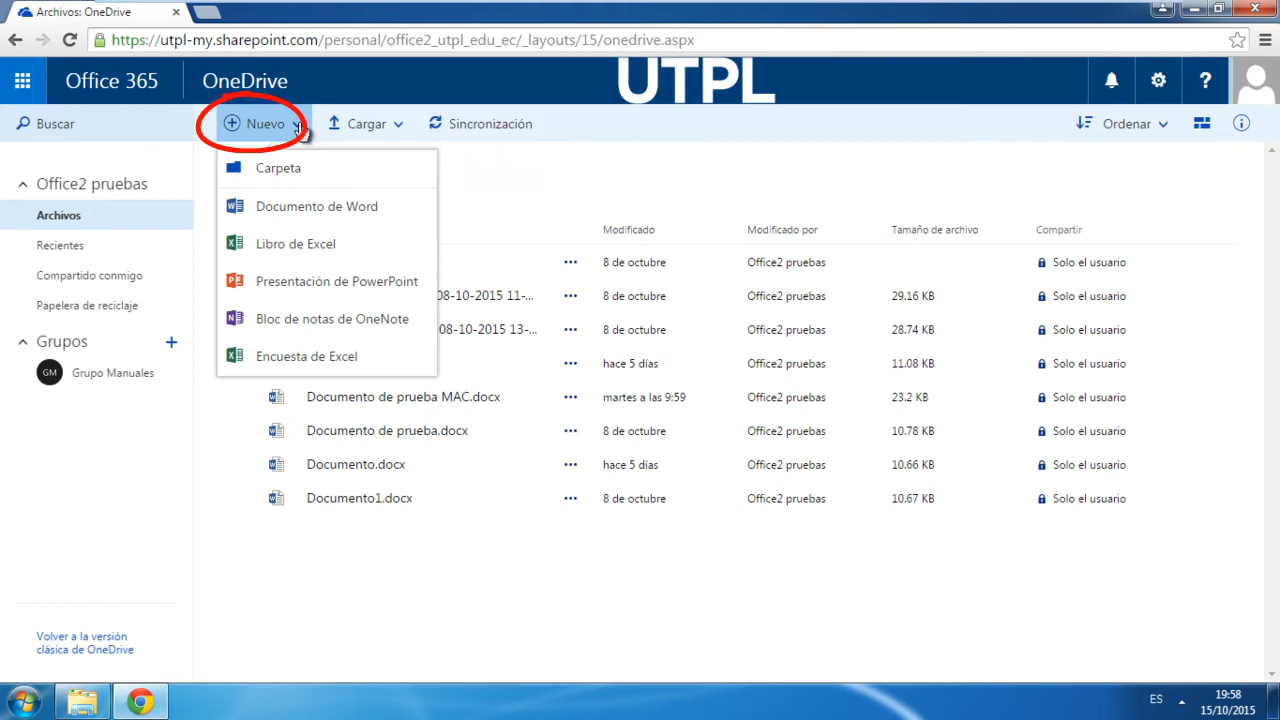 Archivos: OneDrive
https://utpl-my.sharepoint.com/personal/office2_utpl_edu_ec/_layouts/15/onedrive.aspx
Office 365
OneDrive
UTPL
?
Buscar
Nuevo
Cargar
Sincronización
Ordenar
Carpeta
Documento de Word
Libro de Excel
Presentación de PowerPoint
Bloc de notas de OneNote
Encuesta de Excel
Office2 pruebas
Archivos
Recientes
Compartido conmigo
Papelera de reciclaje
Grupos +
GM Grupo Manuales
Volver a la versión
clásica de OneDrive
Modificado Modificado por Tamaño de archivo Compartir
... 8 de octubre Office2 pruebas Solo el usuario
08-10-2015 11-... ... 8 de octubre Office2 pruebas 29.16 KB Solo el usuario
08-10-2015 13-... ... 8 de octubre Office2 pruebas 28.74 KB Solo el usuario
... hace 5 días Office2 pruebas 11.08 KB Solo el usuario
Documento de prueba MAC.docx ... martes a las 9:59 Office2 pruebas 23.2 KB Solo el usuario
Documento de prueba.docx ... 8 de octubre Office2 pruebas 10.78 KB Solo el usuario
Documento.docx ... hace 5 días Office2 pruebas 10.66 KB Solo el usuario
Documento1.docx ... 8 de octubre Office2 pruebas 10.67 KB Solo el usuario
ES
19:58
15/10/2015